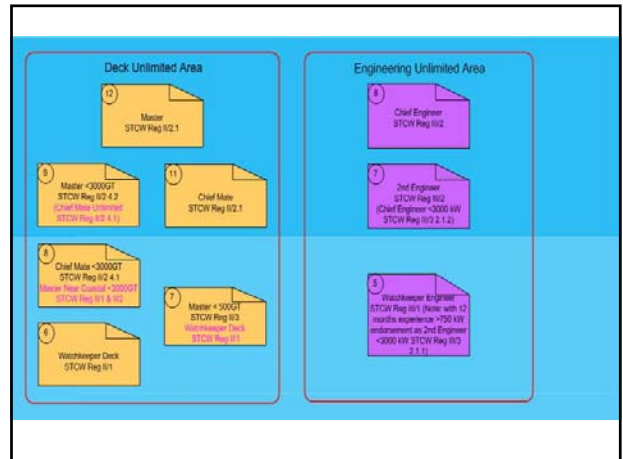 Deck Unlimited Area
12
Master
STCW Reg II/2.1
9
Master <3000GT
STCW Reg II/2 4.2
(Chief Mate Unlimited
STCW Reg II/2 4.1)
11
Chief Mate
STCW Reg II/2.1
8
Chief Mate <3000GT
STCW Reg II/2 4.1
Master Near Coastal <3000GT
STCW Reg II/1 & II/2
7
Master < 500GT
STCW Reg II/3
Watchkeeper Deck
STCW Reg II/1
6
Watchkeeper Deck
STCW Reg II/1
Engineering Unlimited Area
8
Chief Engineer
STCW Reg III/2
7
2nd Engineer
STCW Reg III/2
(Chief Engineer <3000 kW
STCW Reg III/3 2.1.2)
5
Watchkeeper Engineer
STCW Reg III/1 (Note: with 12
months experience >750 kW
endorsement as 2nd Engineer
<3000 kW STCW Reg III/3
2.1.1)